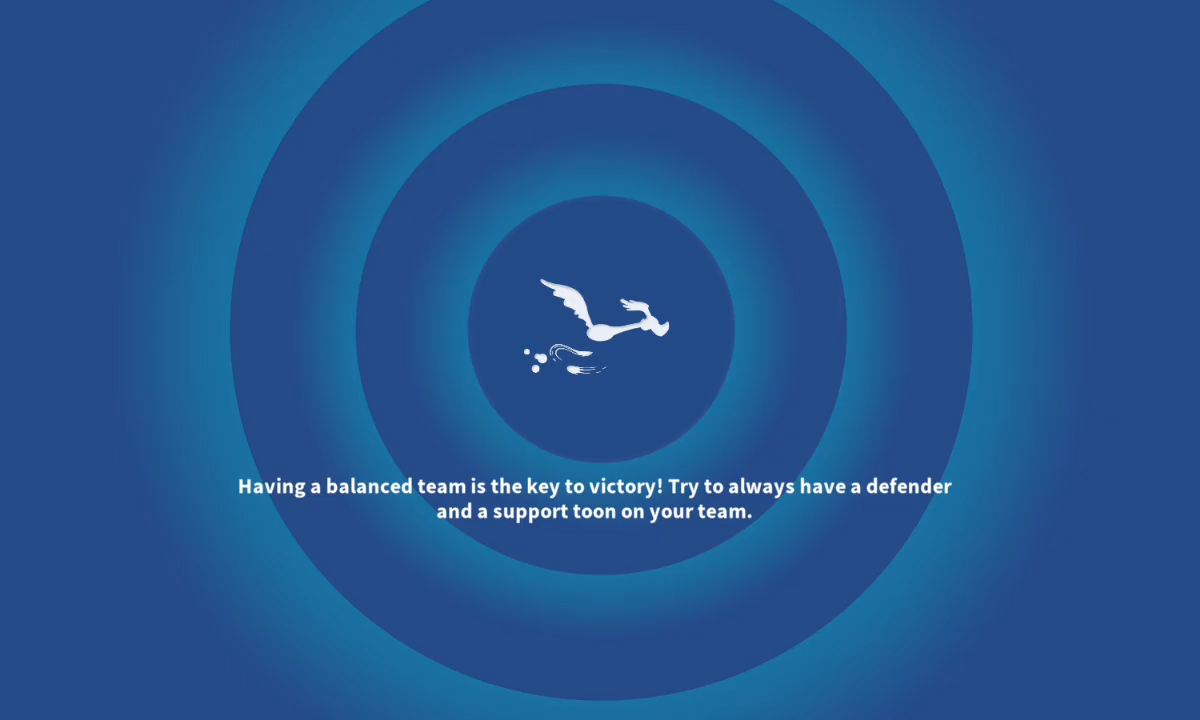 Having a balanced team is the key to victory! Try to always have a defender
and a support toon on your team.